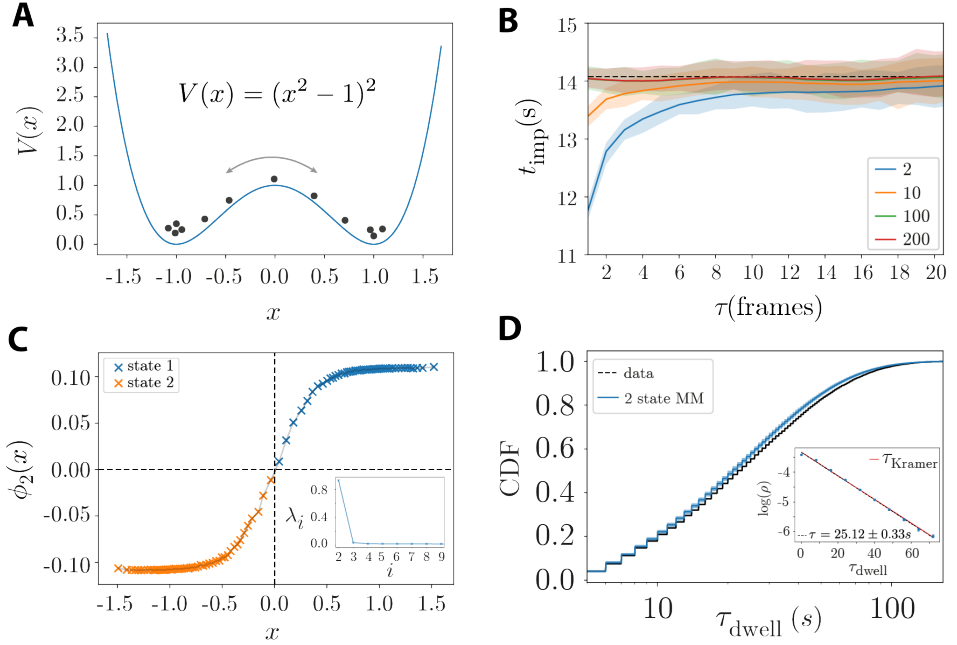 A
3.5
3.0
2.5
2.0
1.5
1.0
0.5
0.0
V(x)
V(x) = (x² − 1)²
-1.5 -1.0 -0.5 0.0 0.5 1.0 1.5
x
B
15
14
13
12
11
t_imp(s)
2
10
100
200
2 4 6 8 10 12 14 16 18 20
τ(frames)
C
state 1
state 2
0.10
0.05
0.00
-0.05
-0.10
ϕ₂(x)
0.8
0.4
0.0
λ_i
2 3 4 5 6 7 8 9
i
-1.5 -1.0 -0.5 0.0 0.5 1.0 1.5
x
D
data
2 state MM
1.0
0.8
0.6
0.4
0.2
0.0
CDF
τ_Kramer
-4
-5
-6
log(ρ)
τ = 25.12 ± 0.33s
0 20 40 60
τ_dwell
10 100
τ_dwell (s)